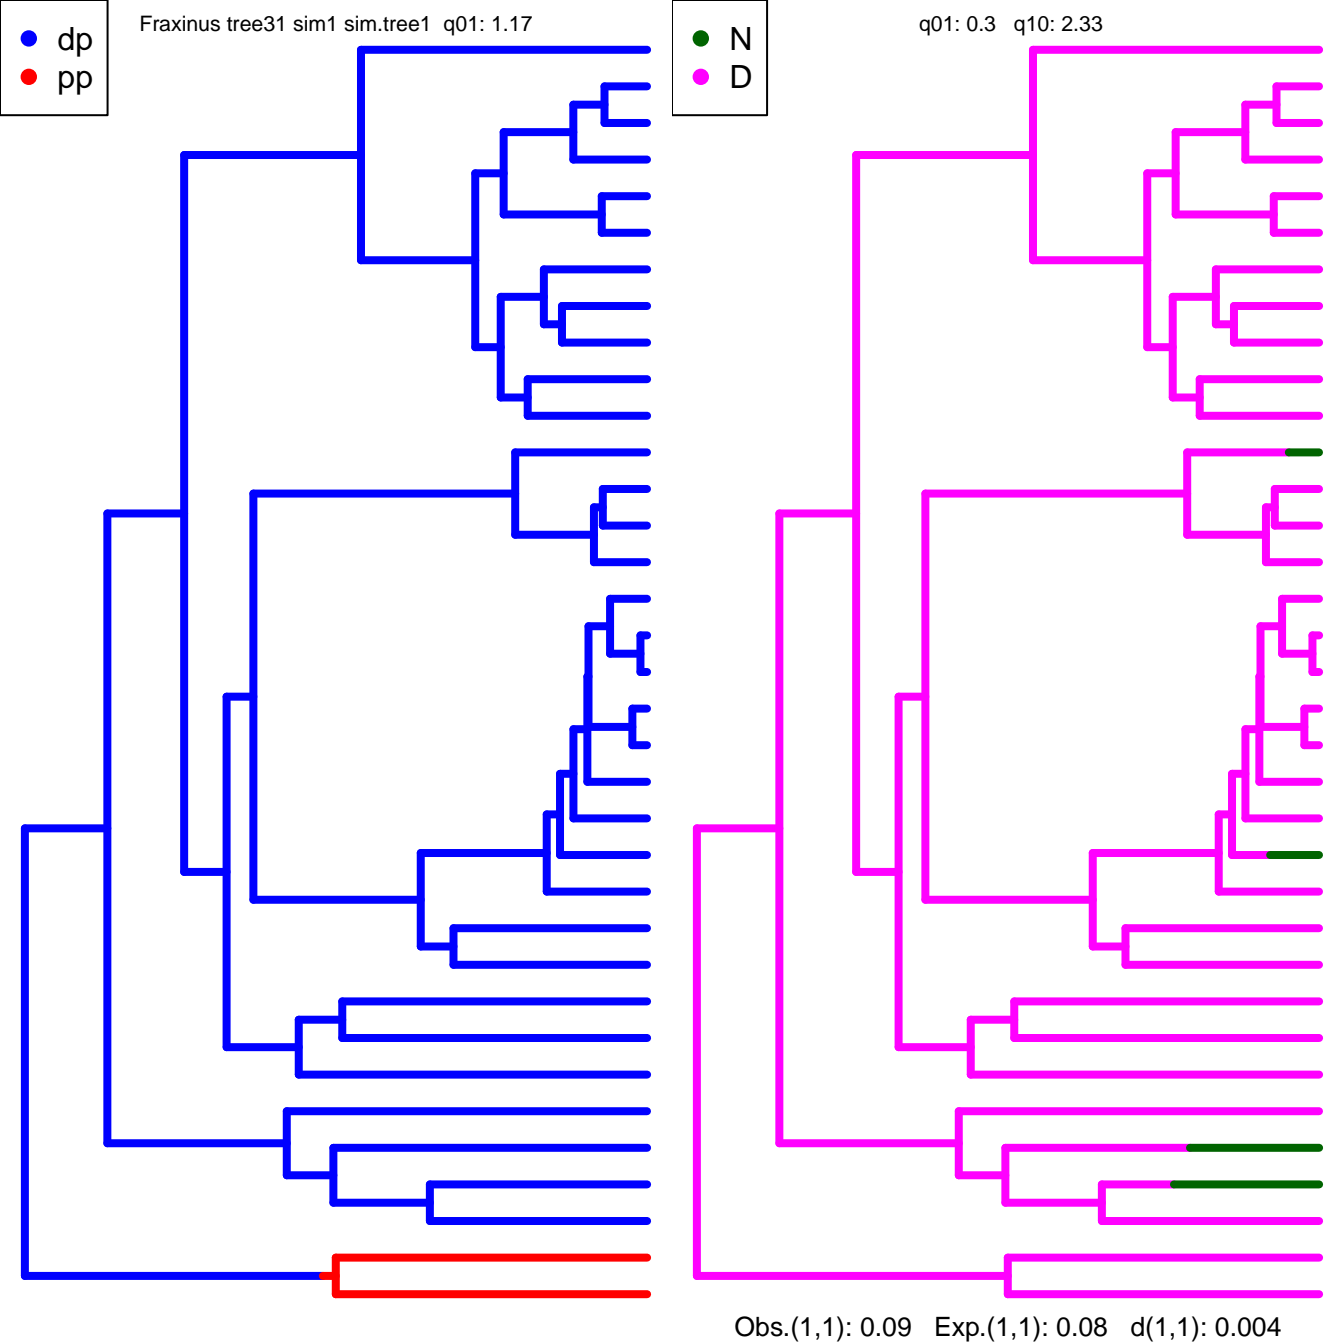 Fraxinus tree31 sim1 sim.tree1 q01: 1.17
dp
pp
q01: 0.3 q10: 2.33
N
D
Obs.(1,1): 0.09 Exp.(1,1): 0.08 d(1,1): 0.004